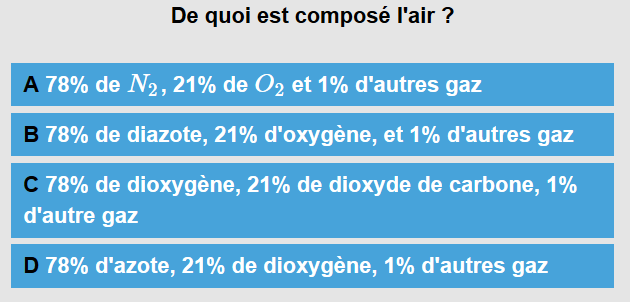 De quoi est composé l'air ?
A 78% de N₂, 21% de O₂ et 1% d'autres gaz
B 78% de diazote, 21% d'oxygène, et 1% d'autres gaz
C 78% de dioxygène, 21% de dioxyde de carbone, 1%
d'autre gaz
D 78% d'azote, 21% de dioxygène, 1% d'autres gaz